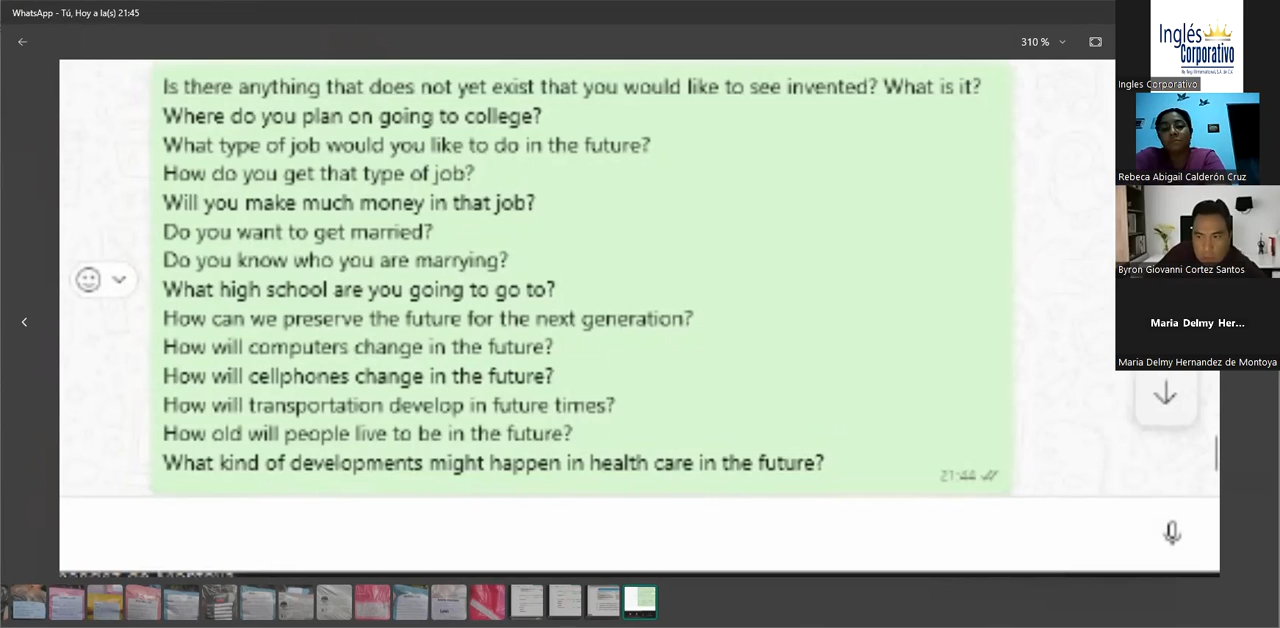 WhatsApp - Tú, Hoy a la(s) 21:45
310 %
Is there anything that does not yet exist that you would like to see invented? What is it?
Where do you plan on going to college?
What type of job would you like to do in the future?
How do you get that type of job?
Will you make much money in that job?
Do you want to get married?
Do you know who you are marrying?
What high school are you going to go to?
How can we preserve the future for the next generation?
How will computers change in the future?
How will cellphones change in the future?
How will transportation develop in future times?
How old will people live to be in the future?
What kind of developments might happen in health care in the future?
21:44
Inglés
Corporativo
Ingles Corporativo
Rebeca Abigail Calderón Cruz
Byron Giovanni Cortez Santos
Maria Delmy Her...
Maria Delmy Hernandez de Montoya